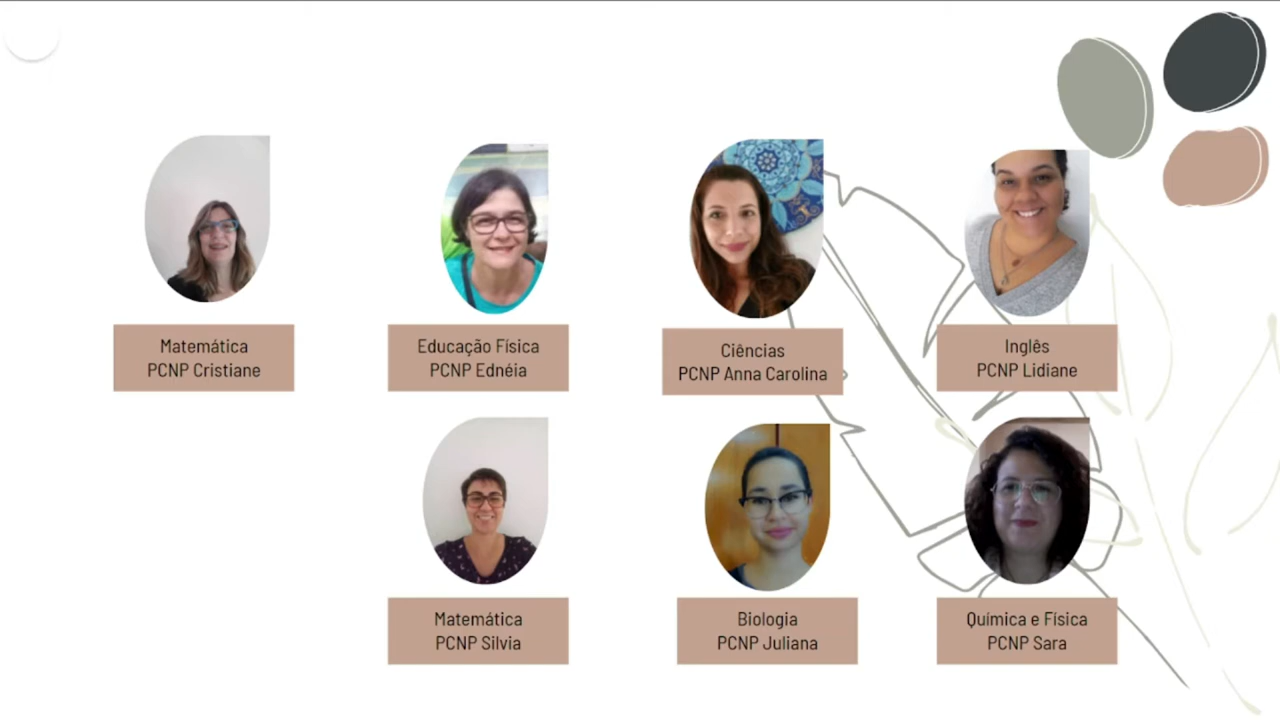 Matemática
PCNP Cristiane
Educação Física
PCNP Ednéia
Ciências
PCNP Anna Carolina
Inglês
PCNP Lidiane
Matemática
PCNP Silvia
Biologia
PCNP Juliana
Química e Física
PCNP Sara